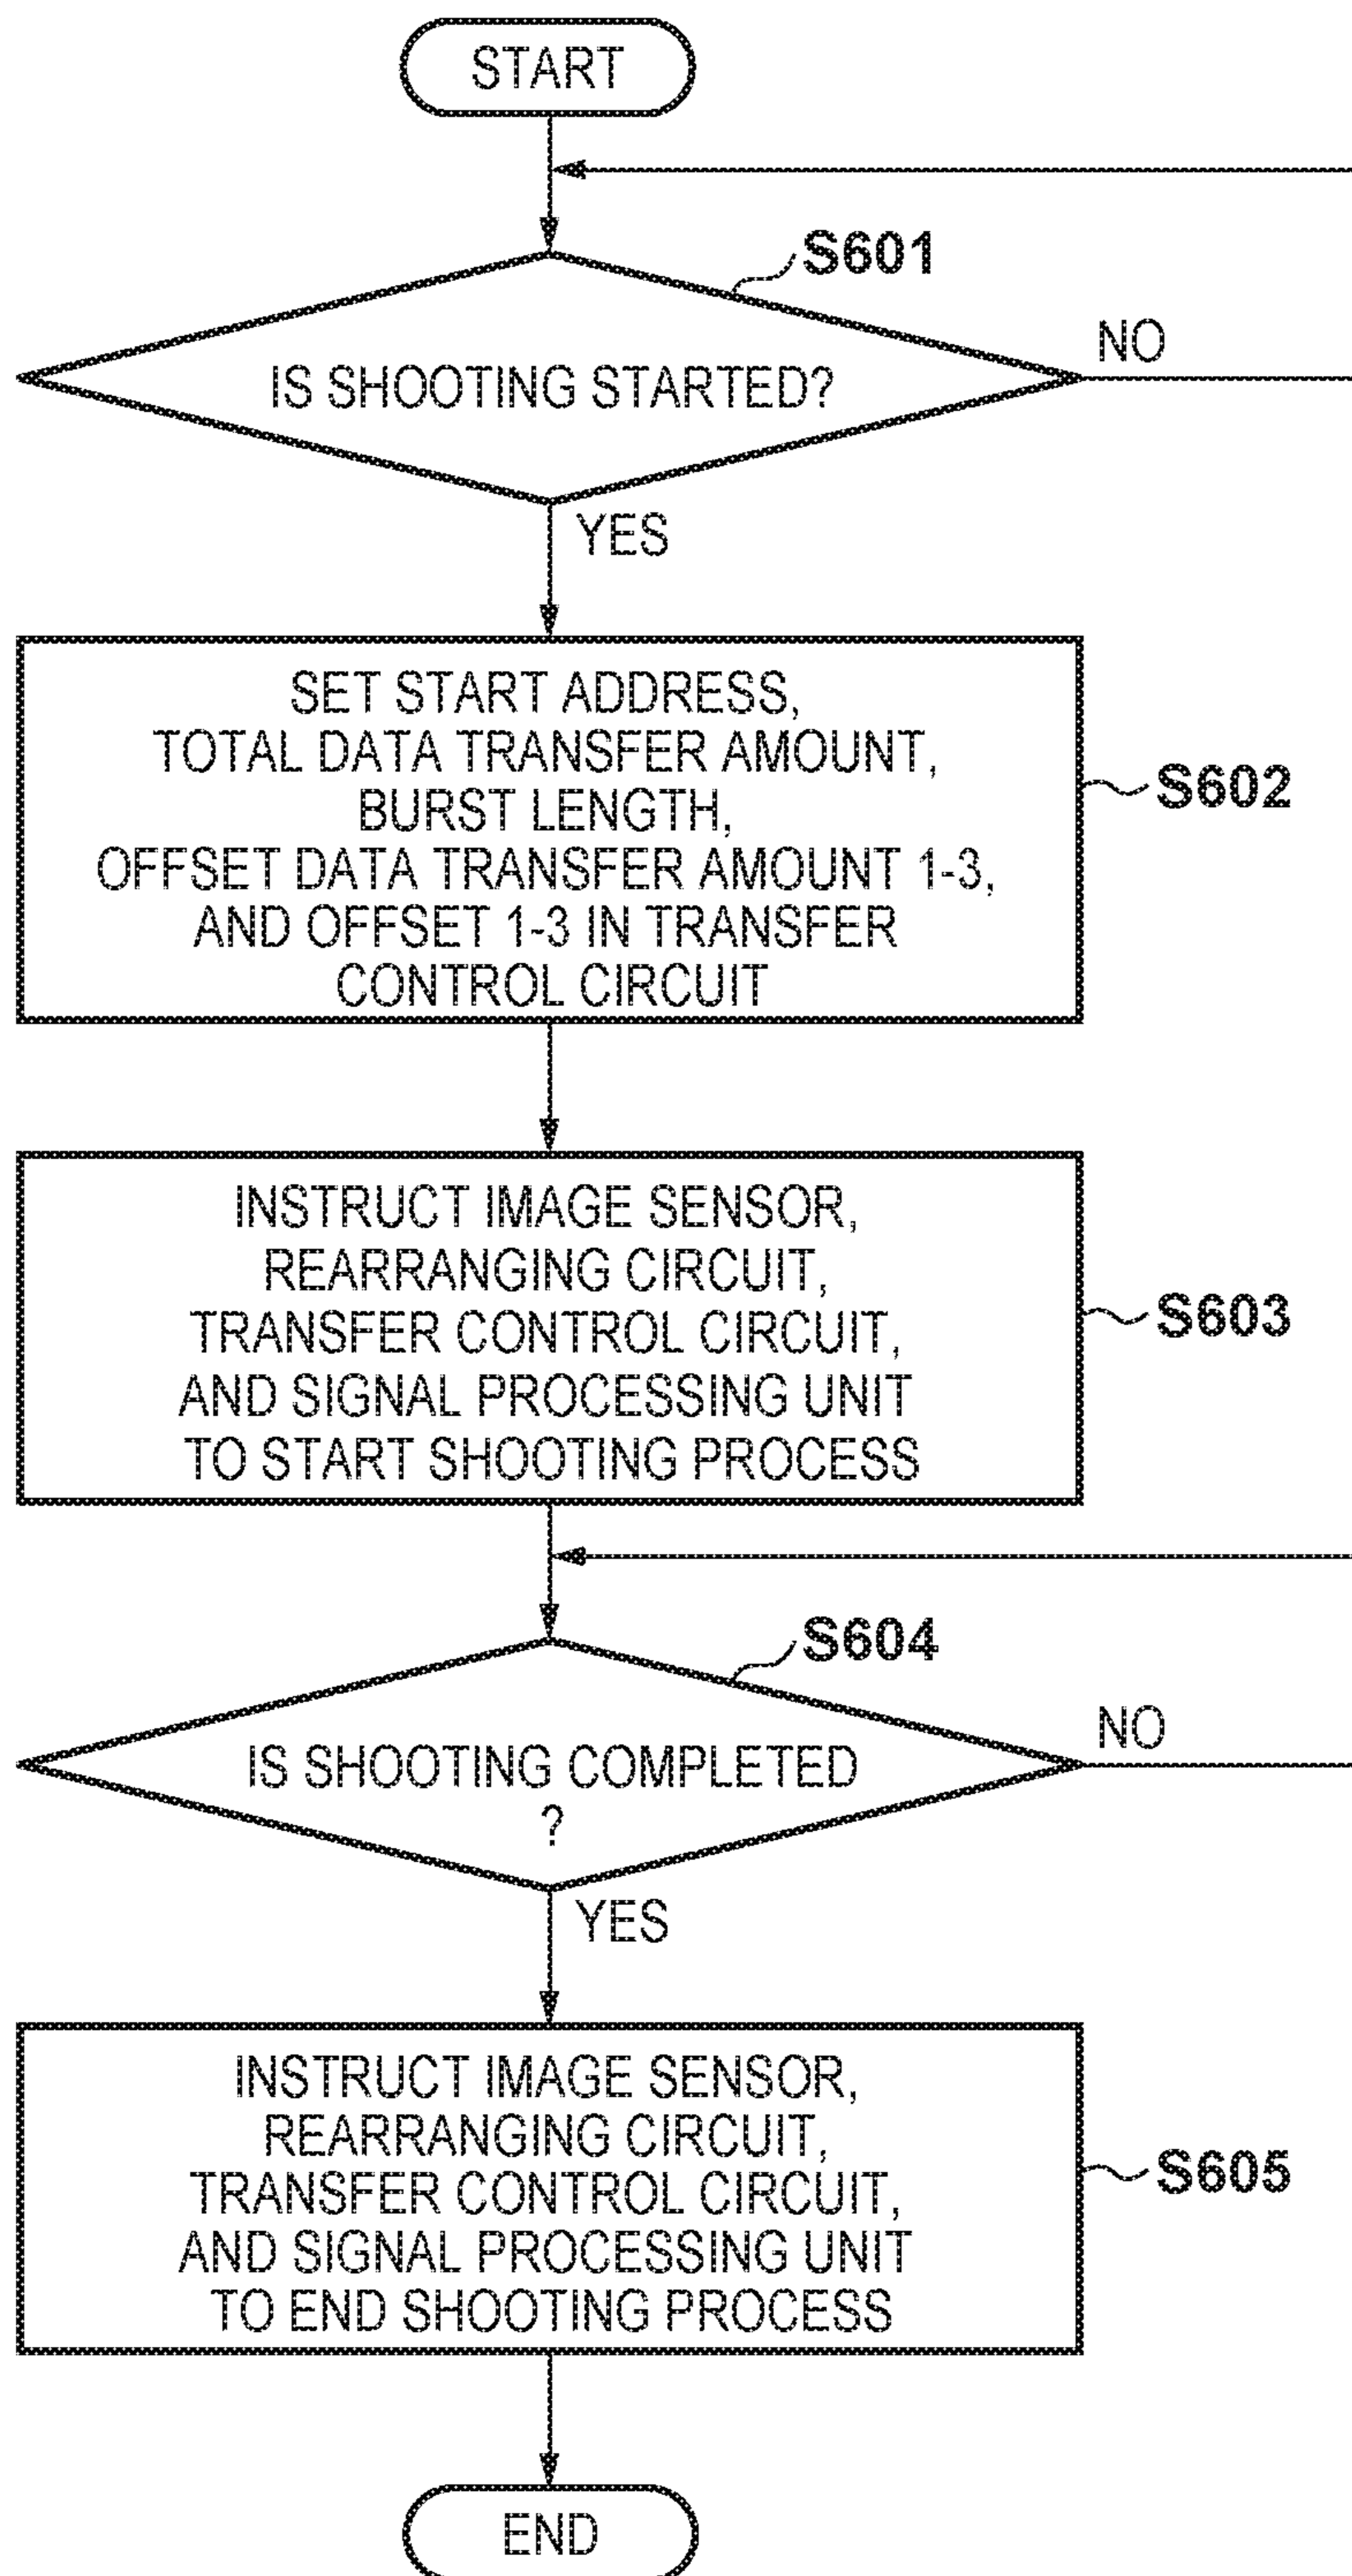 START
S601
IS SHOOTING STARTED?
NO
YES
SET START ADDRESS,
TOTAL DATA TRANSFER AMOUNT,
BURST LENGTH,
OFFSET DATA TRANSFER AMOUNT 1-3,
AND OFFSET 1-3 IN TRANSFER
CONTROL CIRCUIT
S602
INSTRUCT IMAGE SENSOR,
REARRANGING CIRCUIT,
TRANSFER CONTROL CIRCUIT,
AND SIGNAL PROCESSING UNIT
TO START SHOOTING PROCESS
S603
S604
IS SHOOTING COMPLETED
?
NO
YES
INSTRUCT IMAGE SENSOR,
REARRANGING CIRCUIT,
TRANSFER CONTROL CIRCUIT,
AND SIGNAL PROCESSING UNIT
TO END SHOOTING PROCESS
S605
END